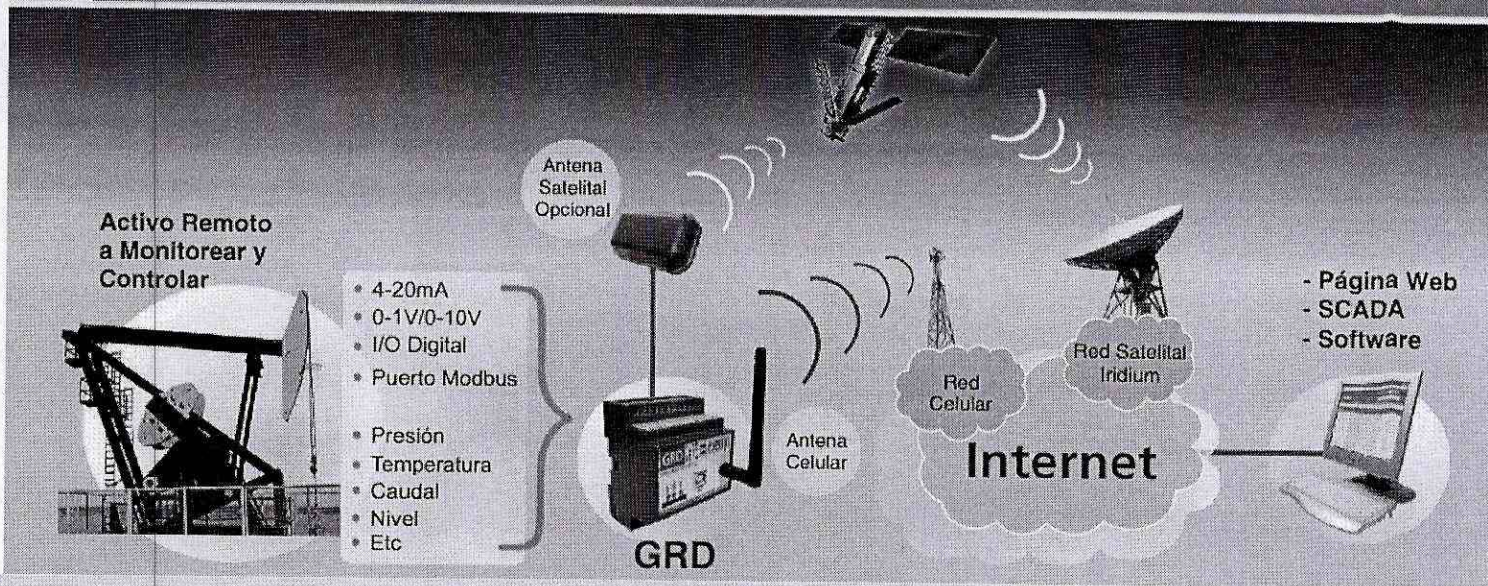 Antena
Satelital
Opcional
Activo Remoto
a Monitorear y
Controlar
• 4-20mA
• 0-1V/0-10V
• I/O Digital
• Puerto Modbus
• Presión
• Temperatura
• Caudal
• Nivel
• Etc
GRD
GRD
Antena
Celular
Red
Celular
Red Satelital
Iridium
Internet
- Página Web
- SCADA
- Software